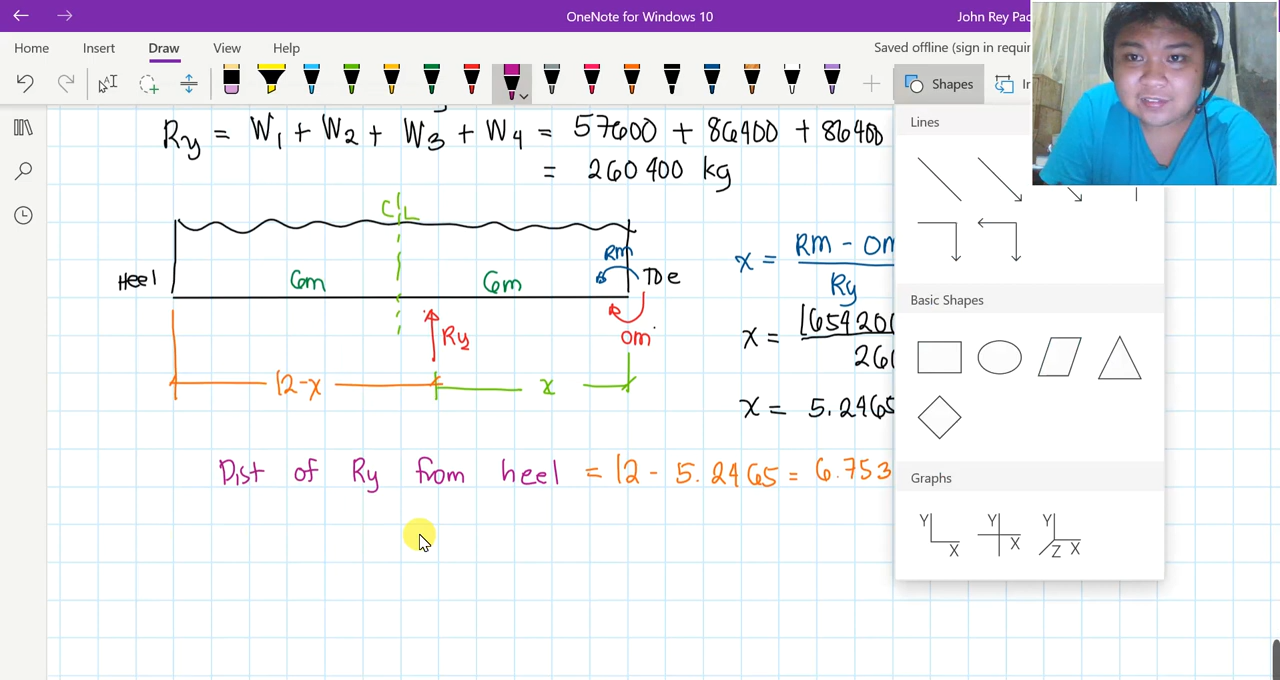 OneNote for Windows 10
John Rey Pac
Home Insert Draw View Help
Saved offline (sign in requir
Shapes
Lines
Ry = W1 + W2 + W3 + W4 = 57600 + 86400 + 86400
= 260400 kg
CL
Heel 6m 6m Rm Toe
Ry om
12-x x
x = Rm - Om
Ry
x =
x = 5.2465
Dist of Ry from heel = 12 - 5.2465 = 6.753
Basic Shapes
Graphs
Y X Y X Y Z X